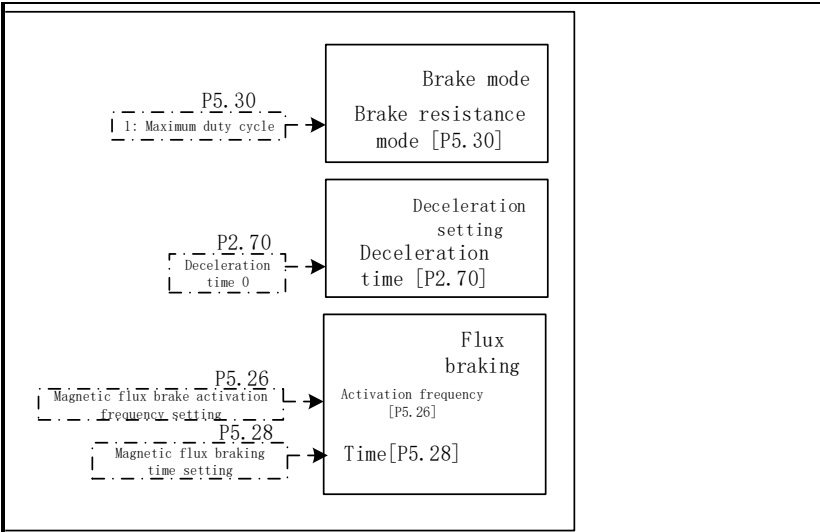 Brake mode
P5.30
1: Maximum duty cycle
Brake resistance
mode [P5.30]
Deceleration
setting
P2.70
Deceleration
time 0
Deceleration
time [P2.70]
Flux
braking
P5.26
Magnetic flux brake activation
frequency setting
Activation frequency
[P5.26]
P5.28
Magnetic flux braking
time setting
Time[P5.28]